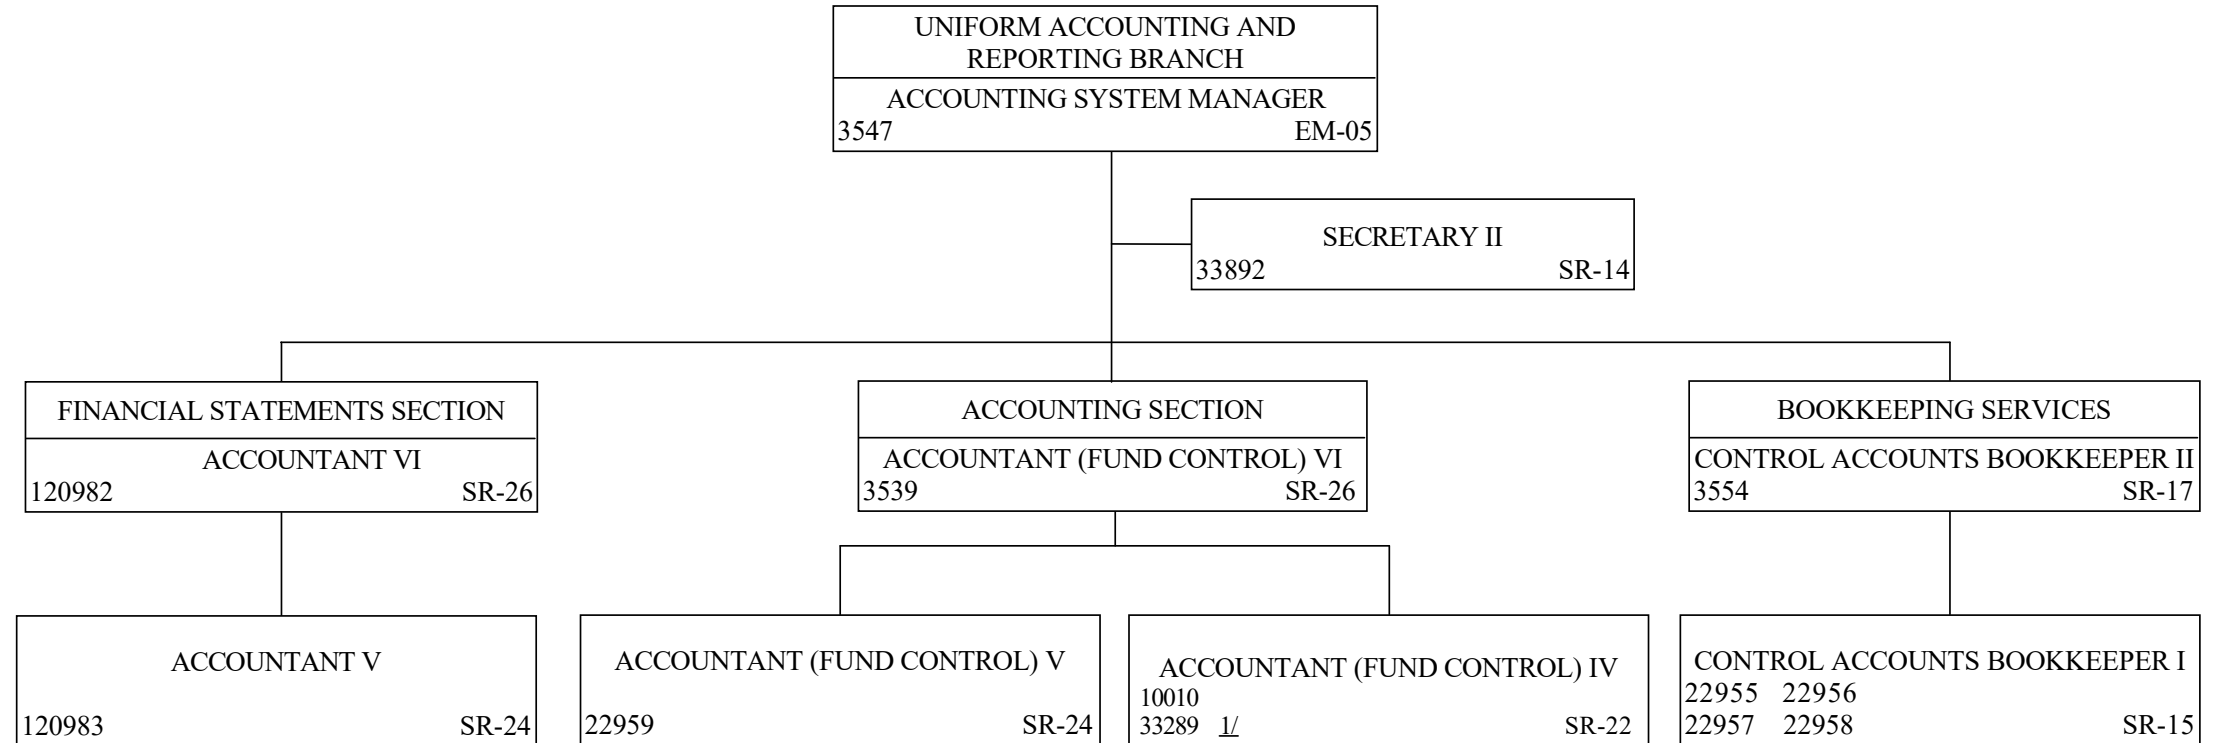 UNIFORM ACCOUNTING AND
REPORTING BRANCH
ACCOUNTING SYSTEM MANAGER
3547 EM-05
SECRETARY II
33892 SR-14
FINANCIAL STATEMENTS SECTION
ACCOUNTANT VI
120982 SR-26
ACCOUNTING SECTION
ACCOUNTANT (FUND CONTROL) VI
3539 SR-26
BOOKKEEPING SERVICES
CONTROL ACCOUNTS BOOKKEEPER II
3554 SR-17
ACCOUNTANT V
120983 SR-24
ACCOUNTANT (FUND CONTROL) V
22959 SR-24
ACCOUNTANT (FUND CONTROL) IV
10010
33289 1/ SR-22
CONTROL ACCOUNTS BOOKKEEPER I
22955 22956
22957 22958 SR-15